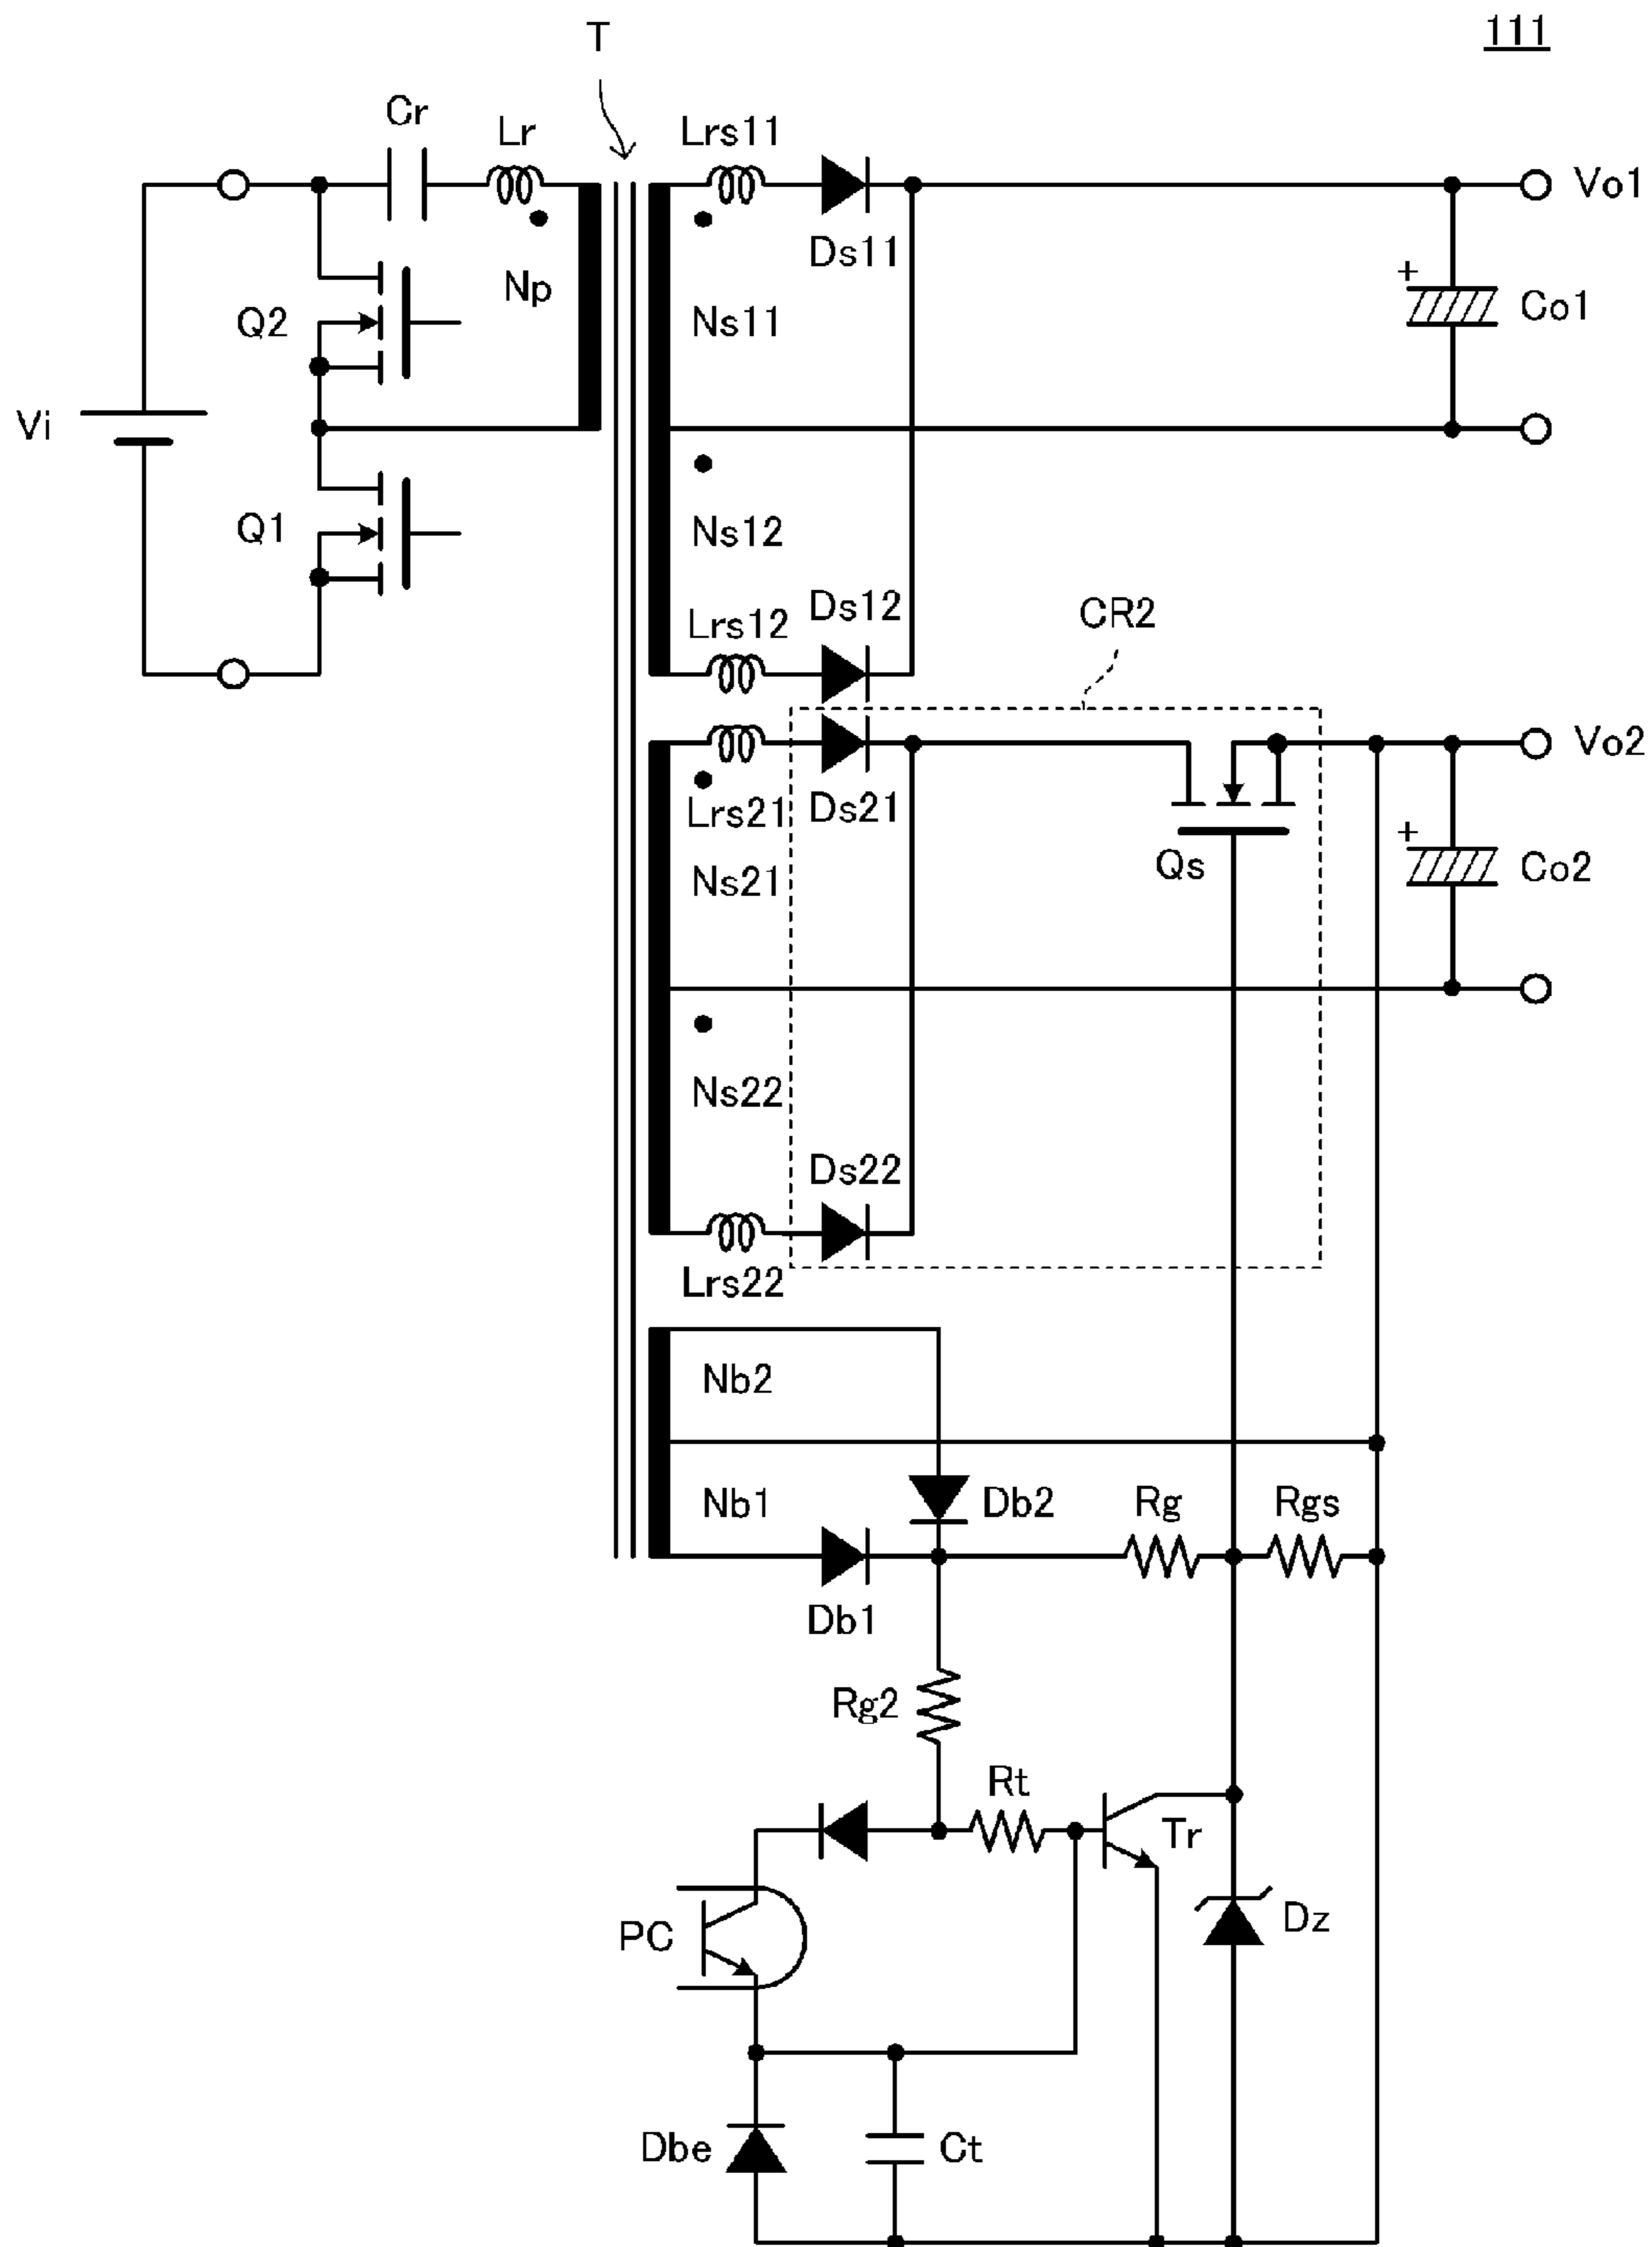 111
T
Cr
Lr
Lrs11
Vo1
Ds11
Np
Q2
Ns11
+
Co1
Vi
Q1
Ns12
Ds12
Lrs12
CR2
Vo2
Lrs21
Ds21
+
Qs
Co2
Ns21
Ns22
Ds22
Lrs22
Nb2
Nb1
Db2
Rg
Rgs
Db1
Rg2
Rt
Tr
PC
Dz
Dbe
Ct